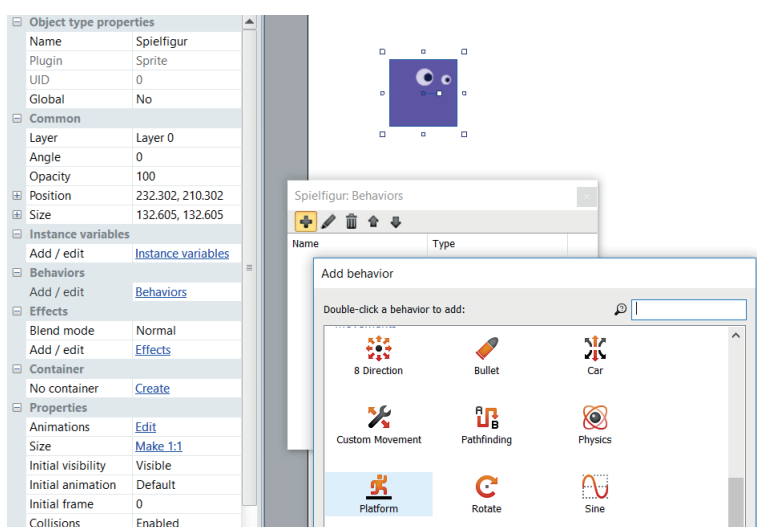 Object type properties
Name Spielfigur
Plugin Sprite
UID 0
Global No
Common
Layer Layer 0
Angle 0
Opacity 100
Position 232.302, 210.302
Size 132.605, 132.605
Instance variables
Add / edit Instance variables
Behaviors
Add / edit Behaviors
Effects
Blend mode Normal
Add / edit Effects
Container
No container Create
Properties
Animations Edit
Size Make 1:1
Initial visibility Visible
Initial animation Default
Initial frame 0
Collisions Enabled
Spielfigur: Behaviors
Name Type
Add behavior
Double-click a behavior to add:
8 Direction Bullet Car
Custom Movement Pathfinding Physics
Platform Rotate Sine